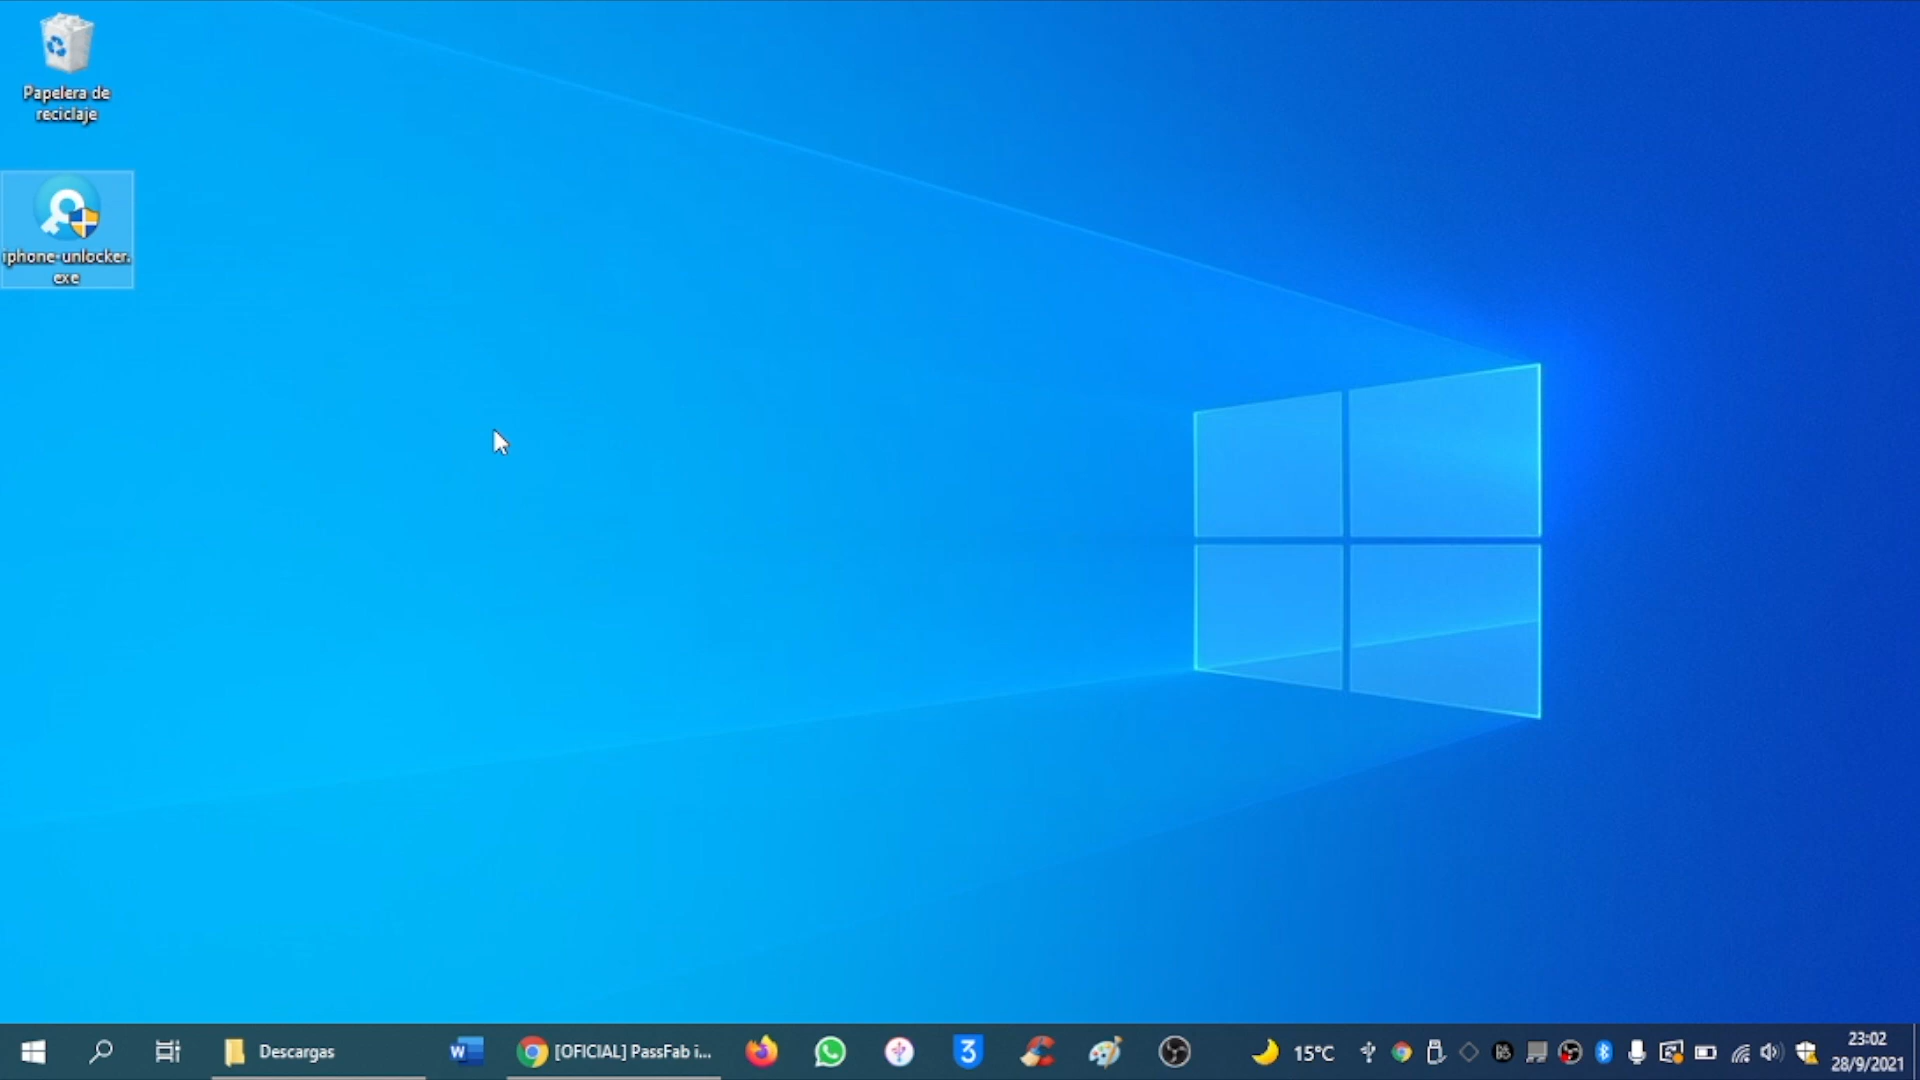 Papelera de
reciclaje
iphone-unlocker.
exe
Descargas
[OFICIAL] PassFab i...
15°C
23:02
28/9/2021